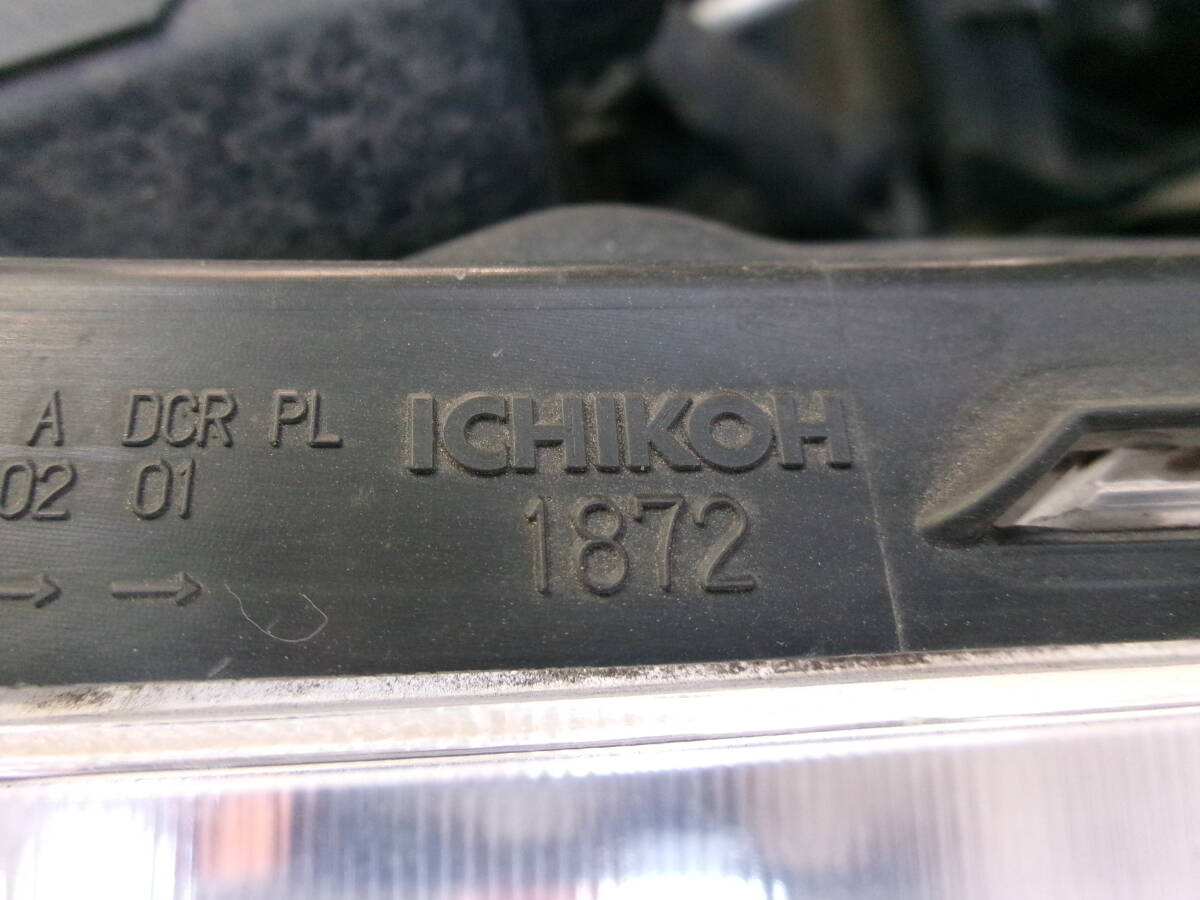 A DCR PL ICHIKOH
02 01 1872
→ →